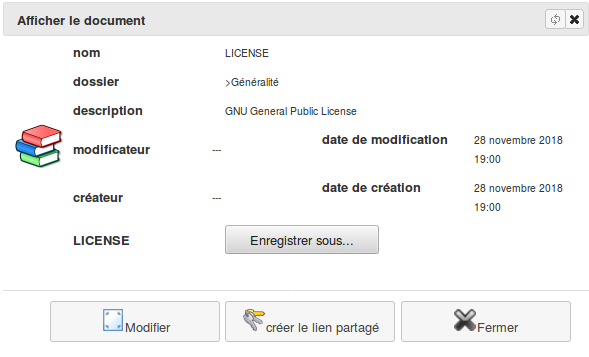 Afficher le document
nom LICENSE
dossier >Généralité
description GNU General Public License
modificateur --- date de modification 28 novembre 2018
19:00
créateur --- date de création 28 novembre 2018
19:00
LICENSE Enregistrer sous...
Modifier créer le lien partagé Fermer